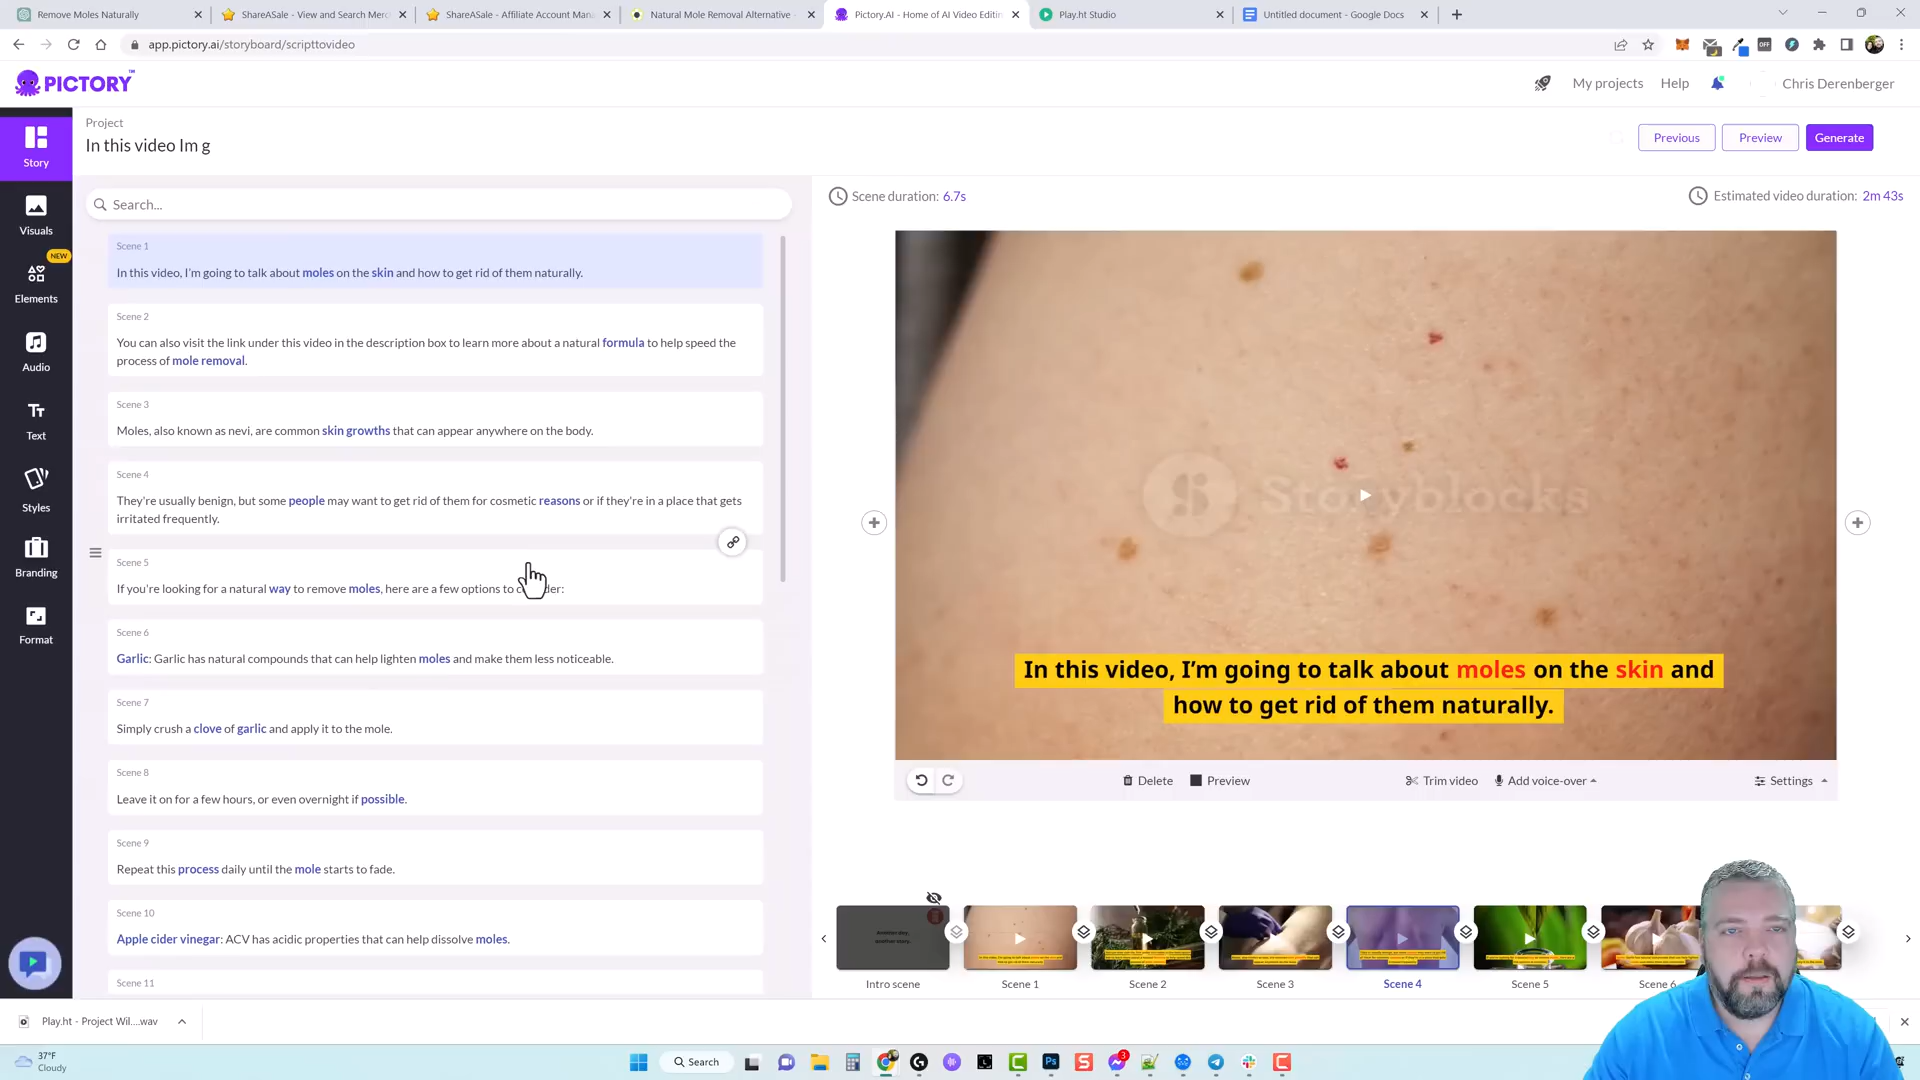 Remove Moles Naturally
ShareASale - View and Search Merc
ShareASale - Affiliate Account Man
Natural Mole Removal Alternative -
Pictory.AI - Home of AI Video Editin
Play.ht Studio
Untitled document - Google Docs
app.pictory.ai/storyboard/scripttovideo
OFF
PICTORY
My projects
Help
Chris Derenberger
Project
In this video Im g
Previous
Preview
Generate
Story
Visuals
NEW
Elements
Audio
Text
Styles
Branding
Format
Search...
Scene 1
In this video, I'm going to talk about moles on the skin and how to get rid of them naturally.
Scene 2
You can also visit the link under this video in the description box to learn more about a natural formula to help speed the
process of mole removal.
Scene 3
Moles, also known as nevi, are common skin growths that can appear anywhere on the body.
Scene 4
They're usually benign, but some people may want to get rid of them for cosmetic reasons or if they're in a place that gets
irritated frequently.
Scene 5
If you're looking for a natural way to remove moles, here are a few options to
Scene 6
Garlic: Garlic has natural compounds that can help lighten moles and make them less noticeable.
Scene 7
Simply crush a clove of garlic and apply it to the mole.
Scene 8
Leave it on for a few hours, or even overnight if possible.
Scene 9
Repeat this process daily until the mole starts to fade.
Scene 10
Apple cider vinegar: ACV has acidic properties that can help dissolve moles.
Scene 11
Scene duration: 6.7s
Estimated video duration: 2m 43s
Storyblocks
In this video, I'm going to talk about moles on the skin and
how to get rid of them naturally.
Delete
Preview
Trim video
Add voice-over
Settings
Another day,
another story.
Intro scene
Scene 1
Scene 2
Scene 3
Scene 4
Scene 5
Scene 6
Play.ht - Project Wil....wav
37°F
Cloudy
Search
3